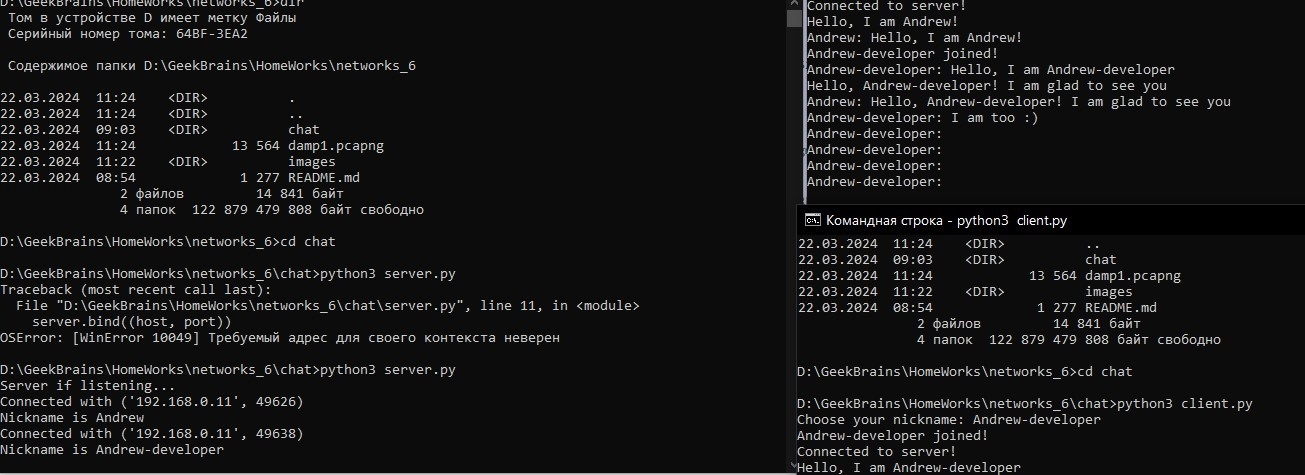 D:\GeekBrains\HomeWorks\networks_6>dir
Том в устройстве D имеет метку Файлы
Серийный номер тома: 64BF-3EA2
Содержимое папки D:\GeekBrains\HomeWorks\networks_6
22.03.2024  11:24    <DIR>          .
22.03.2024  11:24    <DIR>          ..
22.03.2024  09:03    <DIR>          chat
22.03.2024  11:24            13 564 damp1.pcapng
22.03.2024  11:22    <DIR>          images
22.03.2024  08:54             1 277 README.md
2 файлов         14 841 байт
4 папок  122 879 479 808 байт свободно
D:\GeekBrains\HomeWorks\networks_6>cd chat
D:\GeekBrains\HomeWorks\networks_6\chat>python3 server.py
Traceback (most recent call last):
File "D:\GeekBrains\HomeWorks\networks_6\chat\server.py", line 11, in <module>
server.bind((host, port))
OSError: [WinError 10049] Требуемый адрес для своего контекста неверен
D:\GeekBrains\HomeWorks\networks_6\chat>python3 server.py
Server if listening...
Connected with ('192.168.0.11', 49626)
Nickname is Andrew
Connected with ('192.168.0.11', 49638)
Nickname is Andrew-developer
Connected to server!
Hello, I am Andrew!
Andrew: Hello, I am Andrew!
Andrew-developer joined!
Andrew-developer: Hello, I am Andrew-developer
Hello, Andrew-developer! I am glad to see you
Andrew: Hello, Andrew-developer! I am glad to see you
Andrew-developer: I am too :)
Andrew-developer:
Andrew-developer:
Andrew-developer:
Andrew-developer:
Командная строка - python3  client.py
22.03.2024  11:24    <DIR>          ..
22.03.2024  09:03    <DIR>          chat
22.03.2024  11:24            13 564 damp1.pcapng
22.03.2024  11:22    <DIR>          images
22.03.2024  08:54             1 277 README.md
2 файлов         14 841 байт
4 папок  122 879 479 808 байт свободно
D:\GeekBrains\HomeWorks\networks_6>cd chat
D:\GeekBrains\HomeWorks\networks_6\chat>python3 client.py
Choose your nickname: Andrew-developer
Andrew-developer joined!
Connected to server!
Hello, I am Andrew-developer